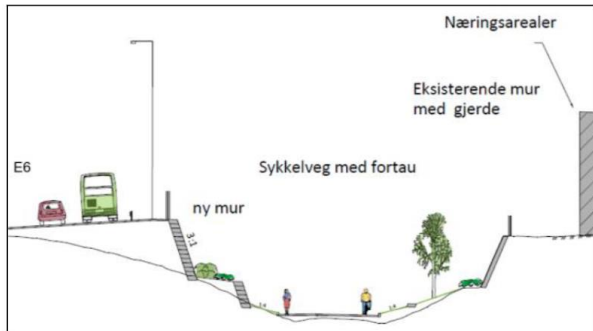 Næringsarealer
Eksisterende mur
med gjerde
E6
Sykkelveg med fortau
ny mur
3:1